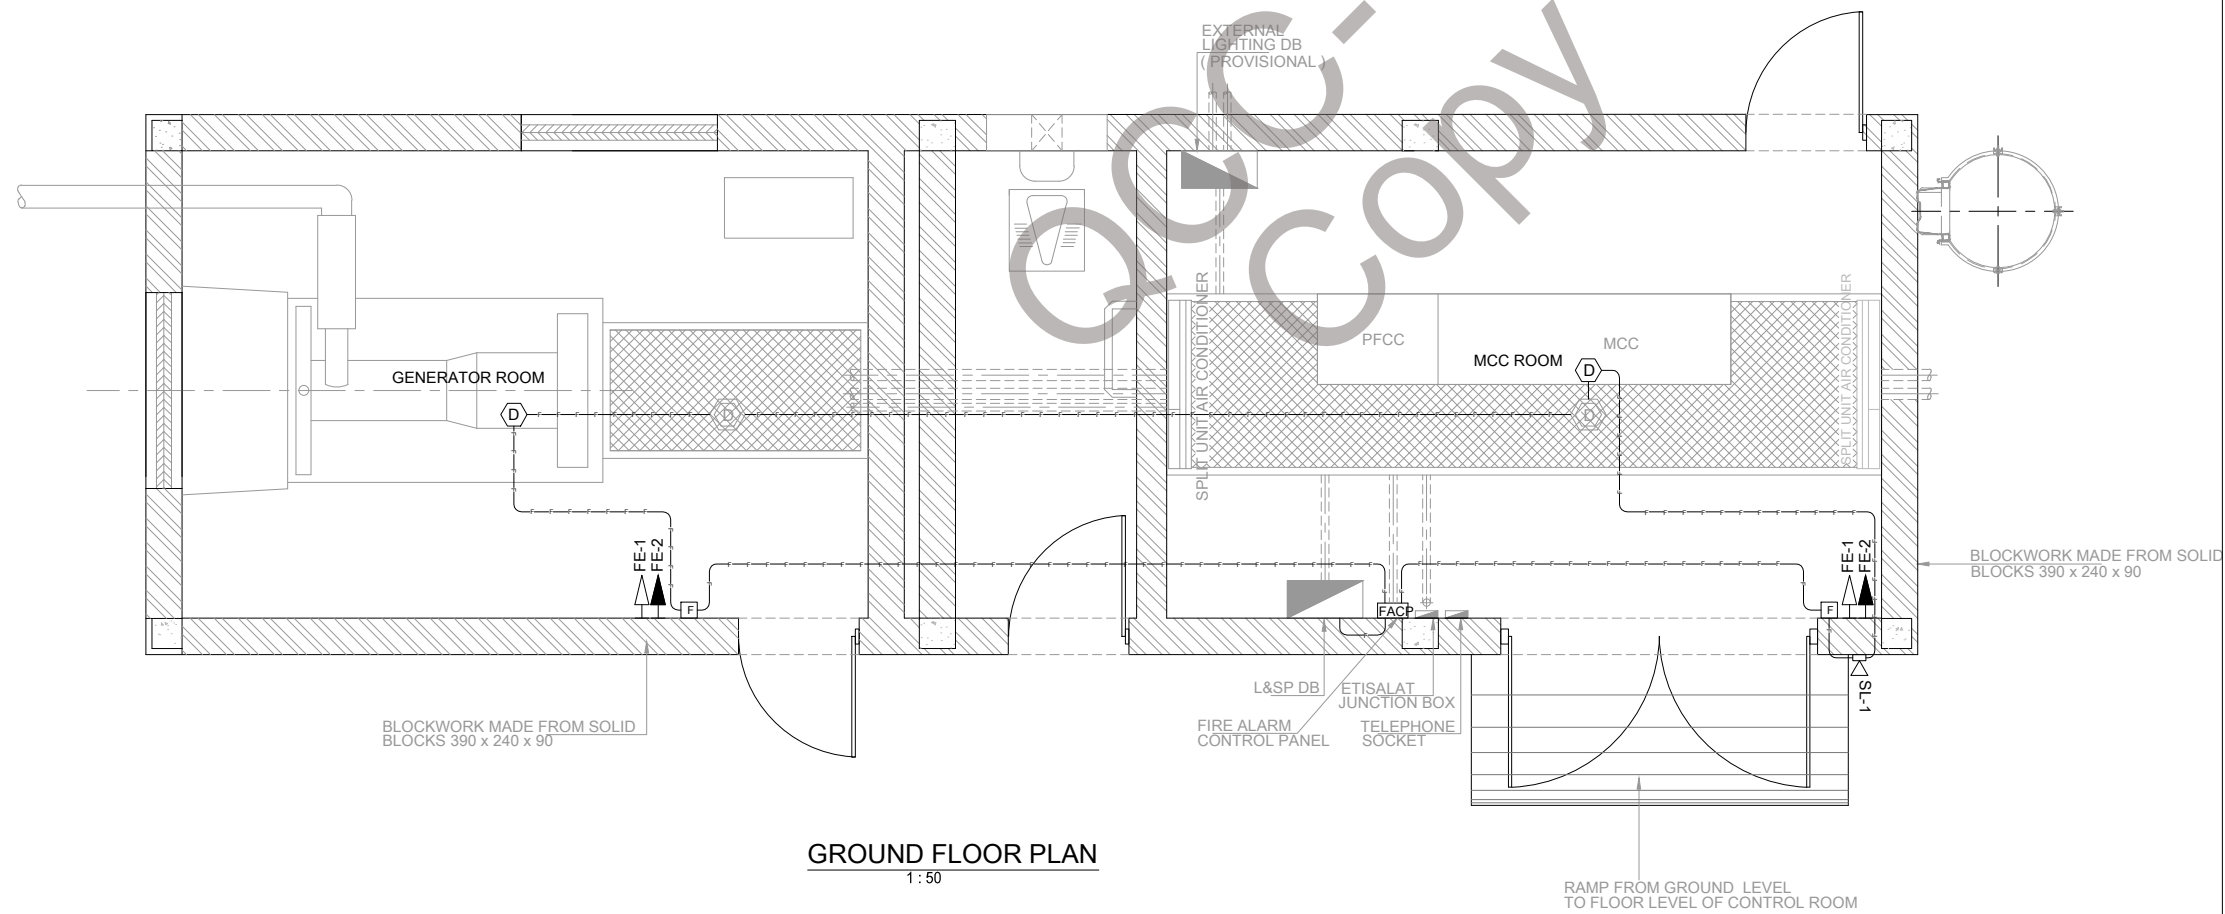 EXTERNAL
LIGHTING DB
( PROVISIONAL )
QCC-
Copy
SPLIT UNIT AIR CONDITIONER
SPLIT UNIT AIR CONDITIONER
PFCC
MCC
MCC ROOM
D
GENERATOR ROOM
D
D
D
FE-1
FE-2
F
FACP
F
FE-1
FE-2
SL-1
BLOCKWORK MADE FROM SOLID
BLOCKS 390 x 240 x 90
L&SP DB
ETISALAT
JUNCTION BOX
FIRE ALARM
CONTROL PANEL
TELEPHONE
SOCKET
BLOCKWORK MADE FROM SOLID
BLOCKS 390 x 240 x 90
GROUND FLOOR PLAN
1 : 50
RAMP FROM GROUND LEVEL
TO FLOOR LEVEL OF CONTROL ROOM